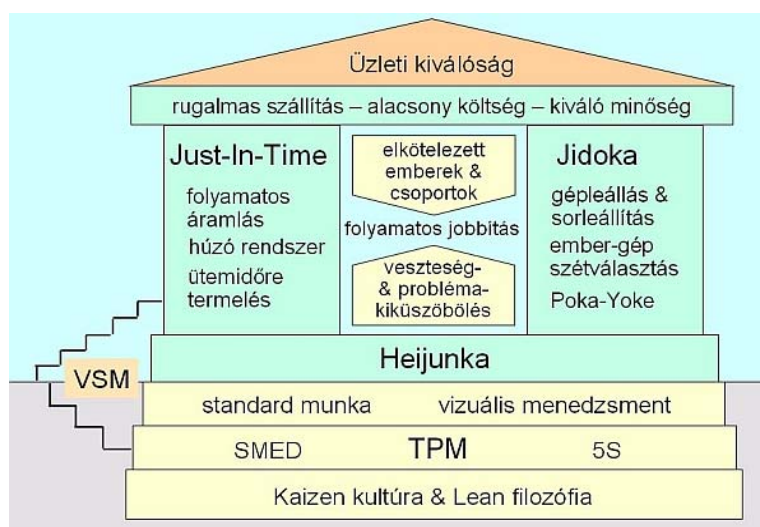 Üzleti kiválóság
rugalmas szállítás – alacsony költség – kiváló minőség
Just-In-Time
folyamatos
áramlás
húzó rendszer
ütemidőre
termelés
elkötelezett
emberek &
csoportok
folyamatos jobbítás
veszteség-
& probléma-
kiküszöbölés
Jidoka
gépleállás &
sorleállítás
ember-gép
szétválasztás
Poka-Yoke
Heijunka
VSM
standard munka vizuális menedzsment
SMED TPM 5S
Kaizen kultúra & Lean filozófia